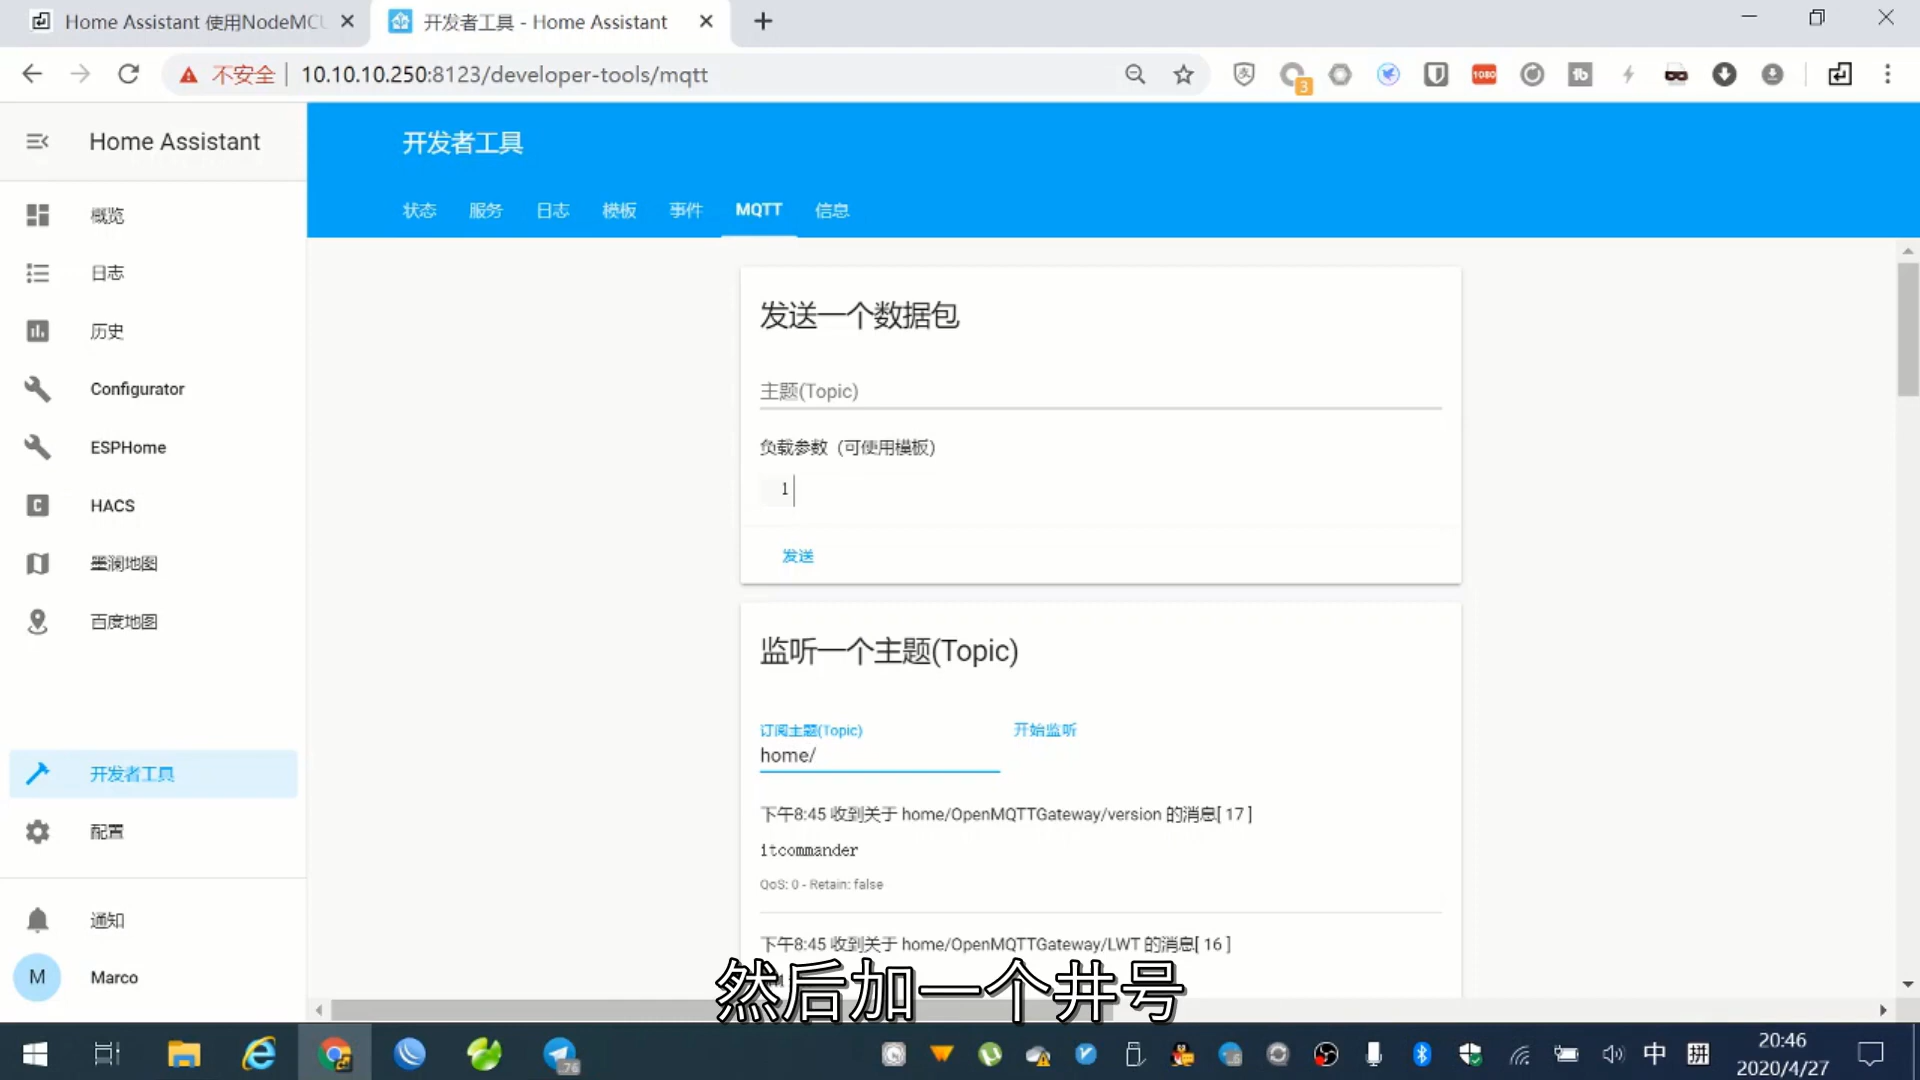 Home Assistant 使用NodeMCU
开发者工具 - Home Assistant
不安全
10.10.10.250:8123/developer-tools/mqtt
3
1080
Home Assistant
开发者工具
状态
服务
日志
模板
事件
MQTT
信息
概览
日志
历史
Configurator
ESPHome
HACS
墨澜地图
百度地图
开发者工具
配置
通知
M
Marco
发送一个数据包
主题(Topic)
负载参数（可使用模板）
1
发送
监听一个主题(Topic)
订阅主题(Topic)
开始监听
home/
下午8:45 收到关于 home/OpenMQTTGateway/version 的消息[ 17 ]
itcommander
QoS: 0 - Retain: false
下午8:45 收到关于 home/OpenMQTTGateway/LWT 的消息[ 16 ]
然后加一个井号
.76
中
拼
20:46
2020/4/27